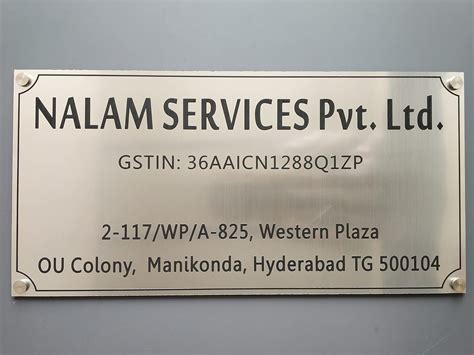 NALAM SERVICES Pvt. Ltd.
GSTIN: 36AAICN1288Q1ZP
2-117/WP/A-825, Western Plaza
OU Colony, Manikonda, Hyderabad TG 500104